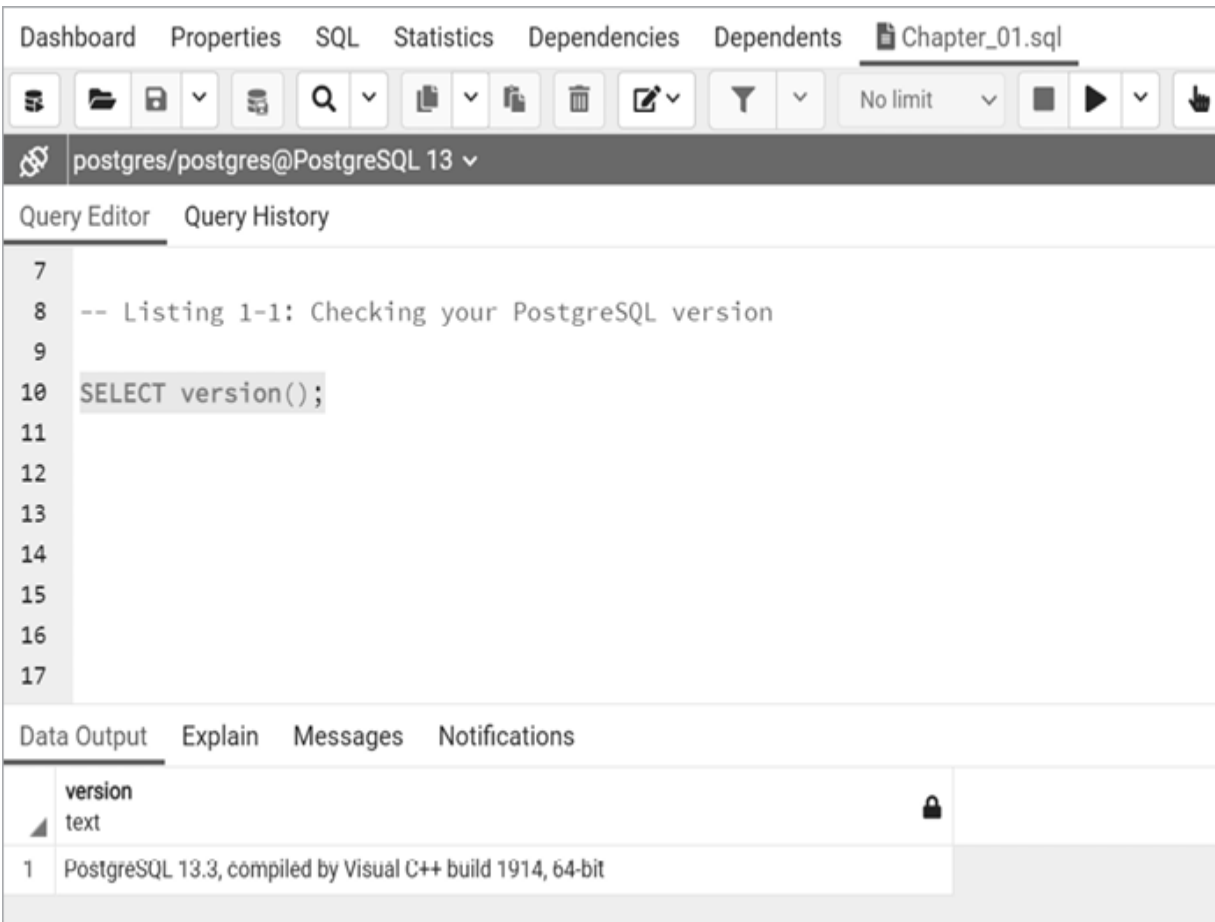 Dashboard Properties SQL Statistics Dependencies Dependents Chapter_01.sql
No limit
postgres/postgres@PostgreSQL 13
Query Editor Query History
7
8 -- Listing 1-1: Checking your PostgreSQL version
9
10 SELECT version();
11
12
13
14
15
16
17
Data Output Explain Messages Notifications
version
text
1 PostgreSQL 13.3, compiled by Visual C++ build 1914, 64-bit